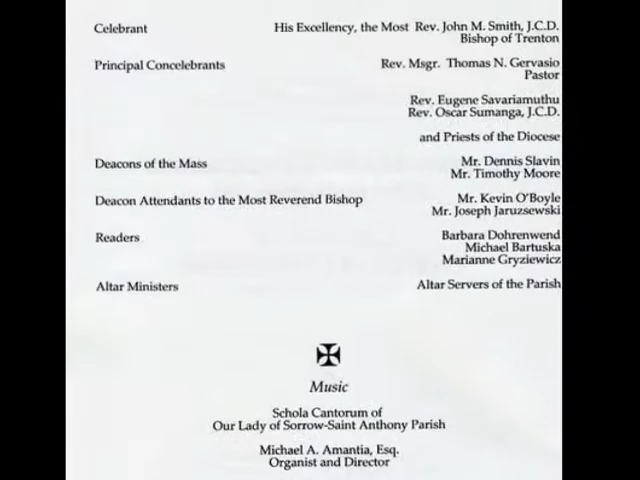 Celebrant His Excellency, the Most Rev. John M. Smith, J.C.D.
Bishop of Trenton
Principal Concelebrants Rev. Msgr. Thomas N. Gervasio
Pastor
Rev. Eugene Savariamuthu
Rev. Oscar Sumanga, J.C.D.
and Priests of the Diocese
Deacons of the Mass Mr. Dennis Slavin
Mr. Timothy Moore
Deacon Attendants to the Most Reverend Bishop Mr. Kevin O'Boyle
Mr. Joseph Jaruzsewski
Readers Barbara Dohrenwend
Michael Bartuska
Marianne Gryziewicz
Altar Ministers Altar Servers of the Parish
Music
Schola Cantorum of
Our Lady of Sorrow-Saint Anthony Parish
Michael A. Amantia, Esq.
Organist and Director